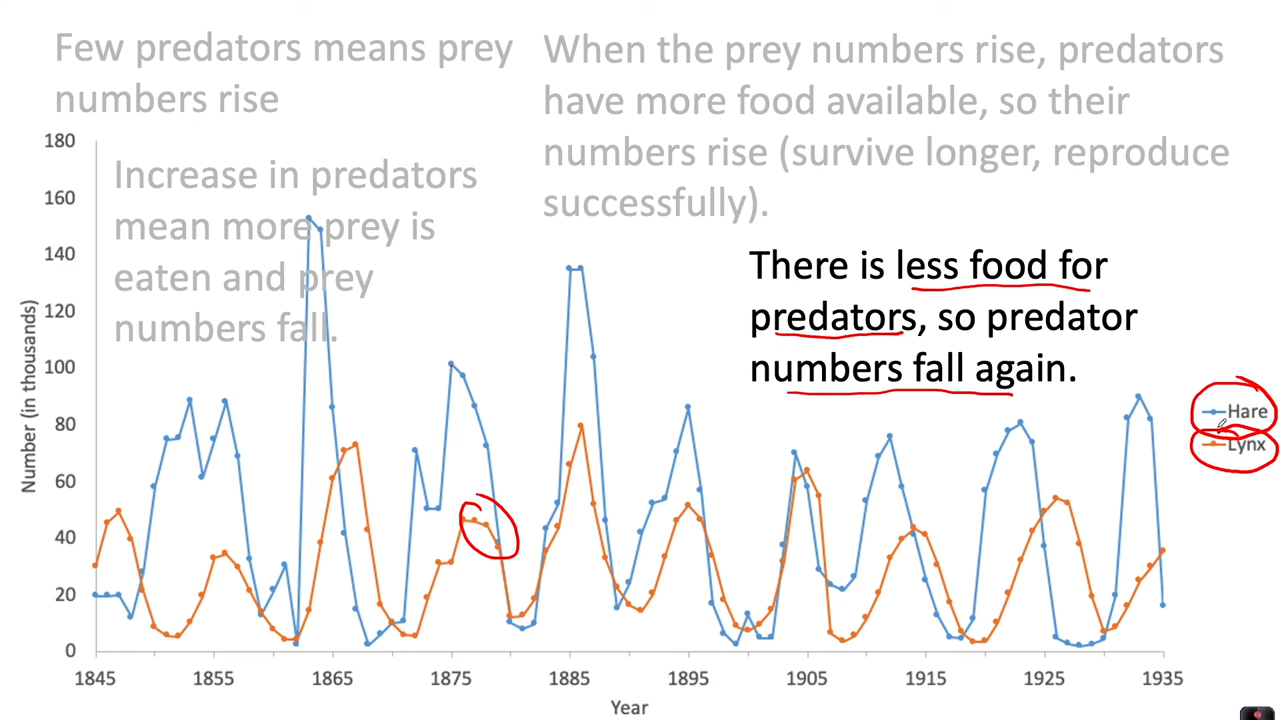 Few predators means prey
numbers rise
When the prey numbers rise, predators
have more food available, so their
numbers rise (survive longer, reproduce
successfully).
Increase in predators
mean more prey is
eaten and prey
numbers fall.
There is less food for
predators, so predator
numbers fall again.
Number (in thousands)
180
160
140
120
100
80
60
40
20
0
1845 1855 1865 1875 1885 1895 1905 1915 1925 1935
Year
Hare
Lynx